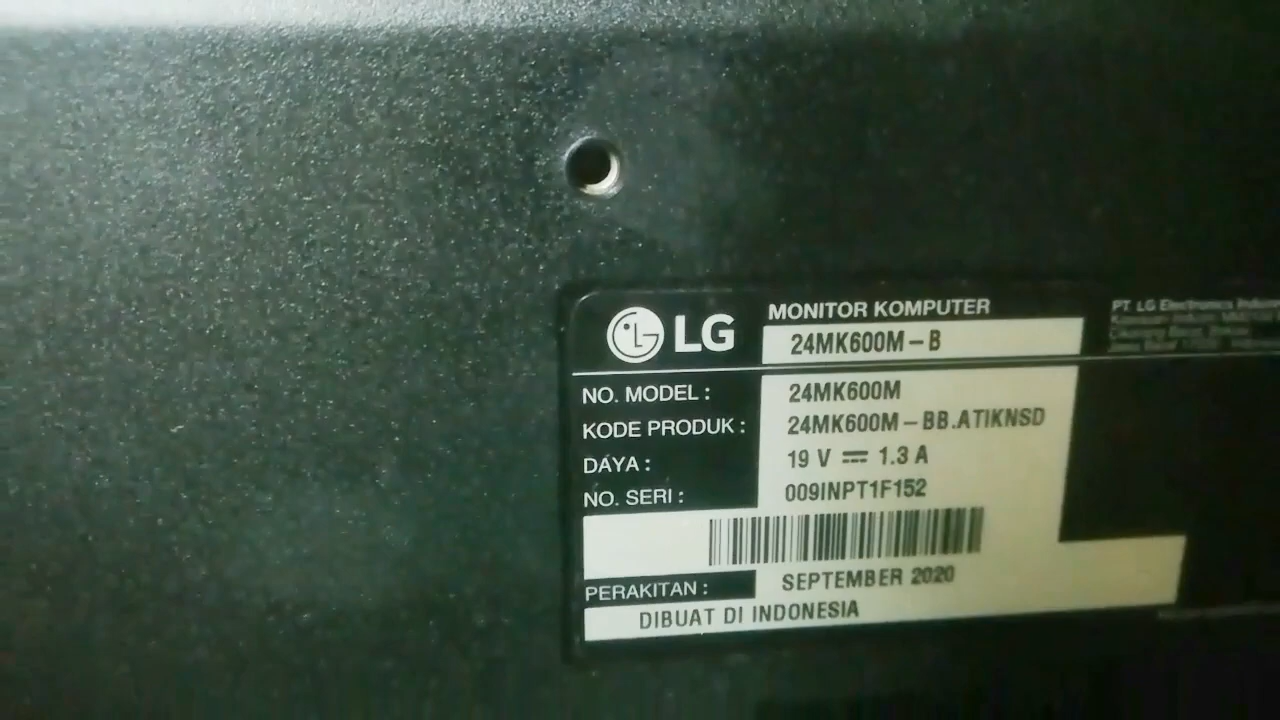 LG
MONITOR KOMPUTER
24MK600M – B
PT LG Electronics
NO. MODEL : 24MK600M
KODE PRODUK : 24MK600M – BB.ATIKNSD
DAYA : 19 V ⎓ 1.3 A
NO. SERI : 009INPT1F152
PERAKITAN : SEPTEMBER 2020
DIBUAT DI INDONESIA